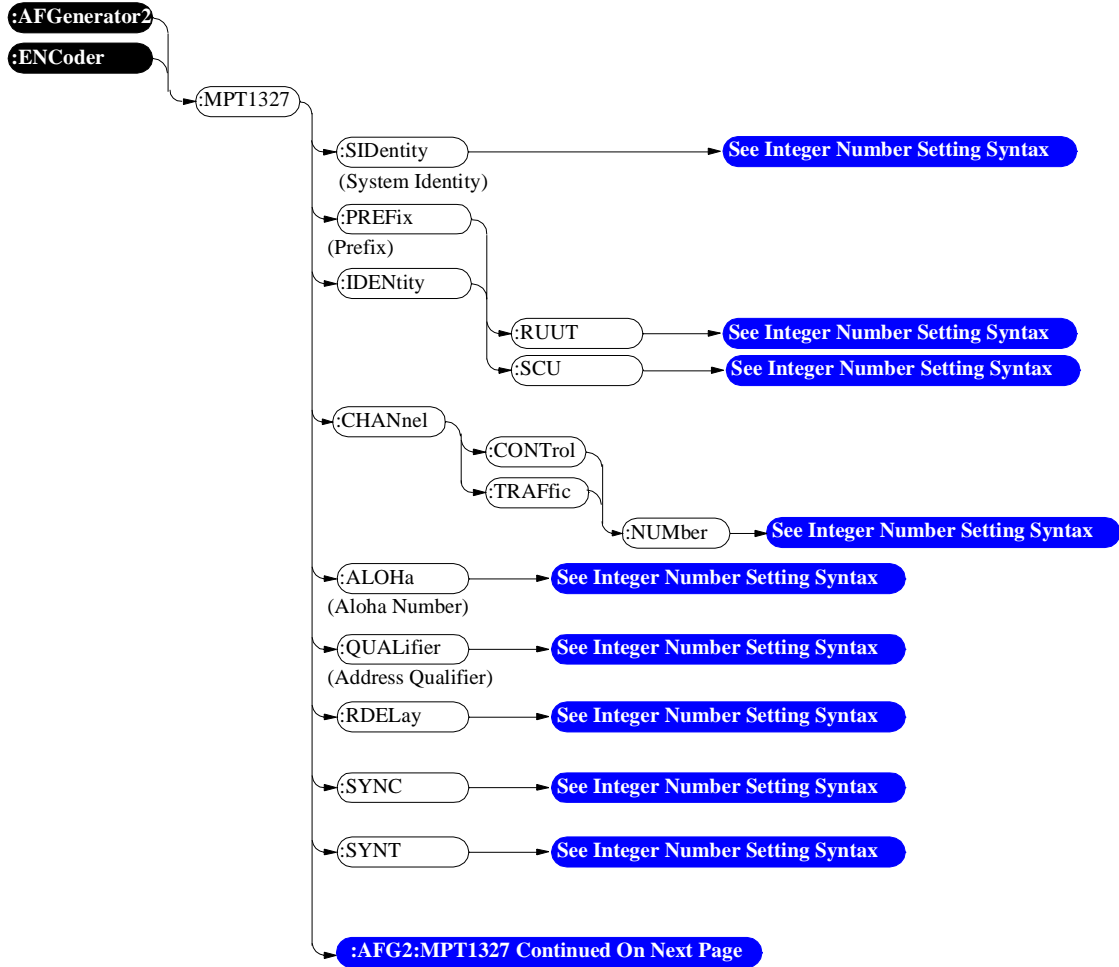 :AFGenerator2
:ENCoder
:MPT1327
:SIDentity
See Integer Number Setting Syntax
(System Identity)
:PREFix
(Prefix)
:IDENtity
:RUUT
See Integer Number Setting Syntax
:SCU
See Integer Number Setting Syntax
:CHANnel
:CONTrol
:TRAFfic
:NUMber
See Integer Number Setting Syntax
:ALOHa
See Integer Number Setting Syntax
(Aloha Number)
:QUALifier
See Integer Number Setting Syntax
(Address Qualifier)
:RDELay
See Integer Number Setting Syntax
:SYNC
See Integer Number Setting Syntax
:SYNT
See Integer Number Setting Syntax
:AFG2:MPT1327 Continued On Next Page